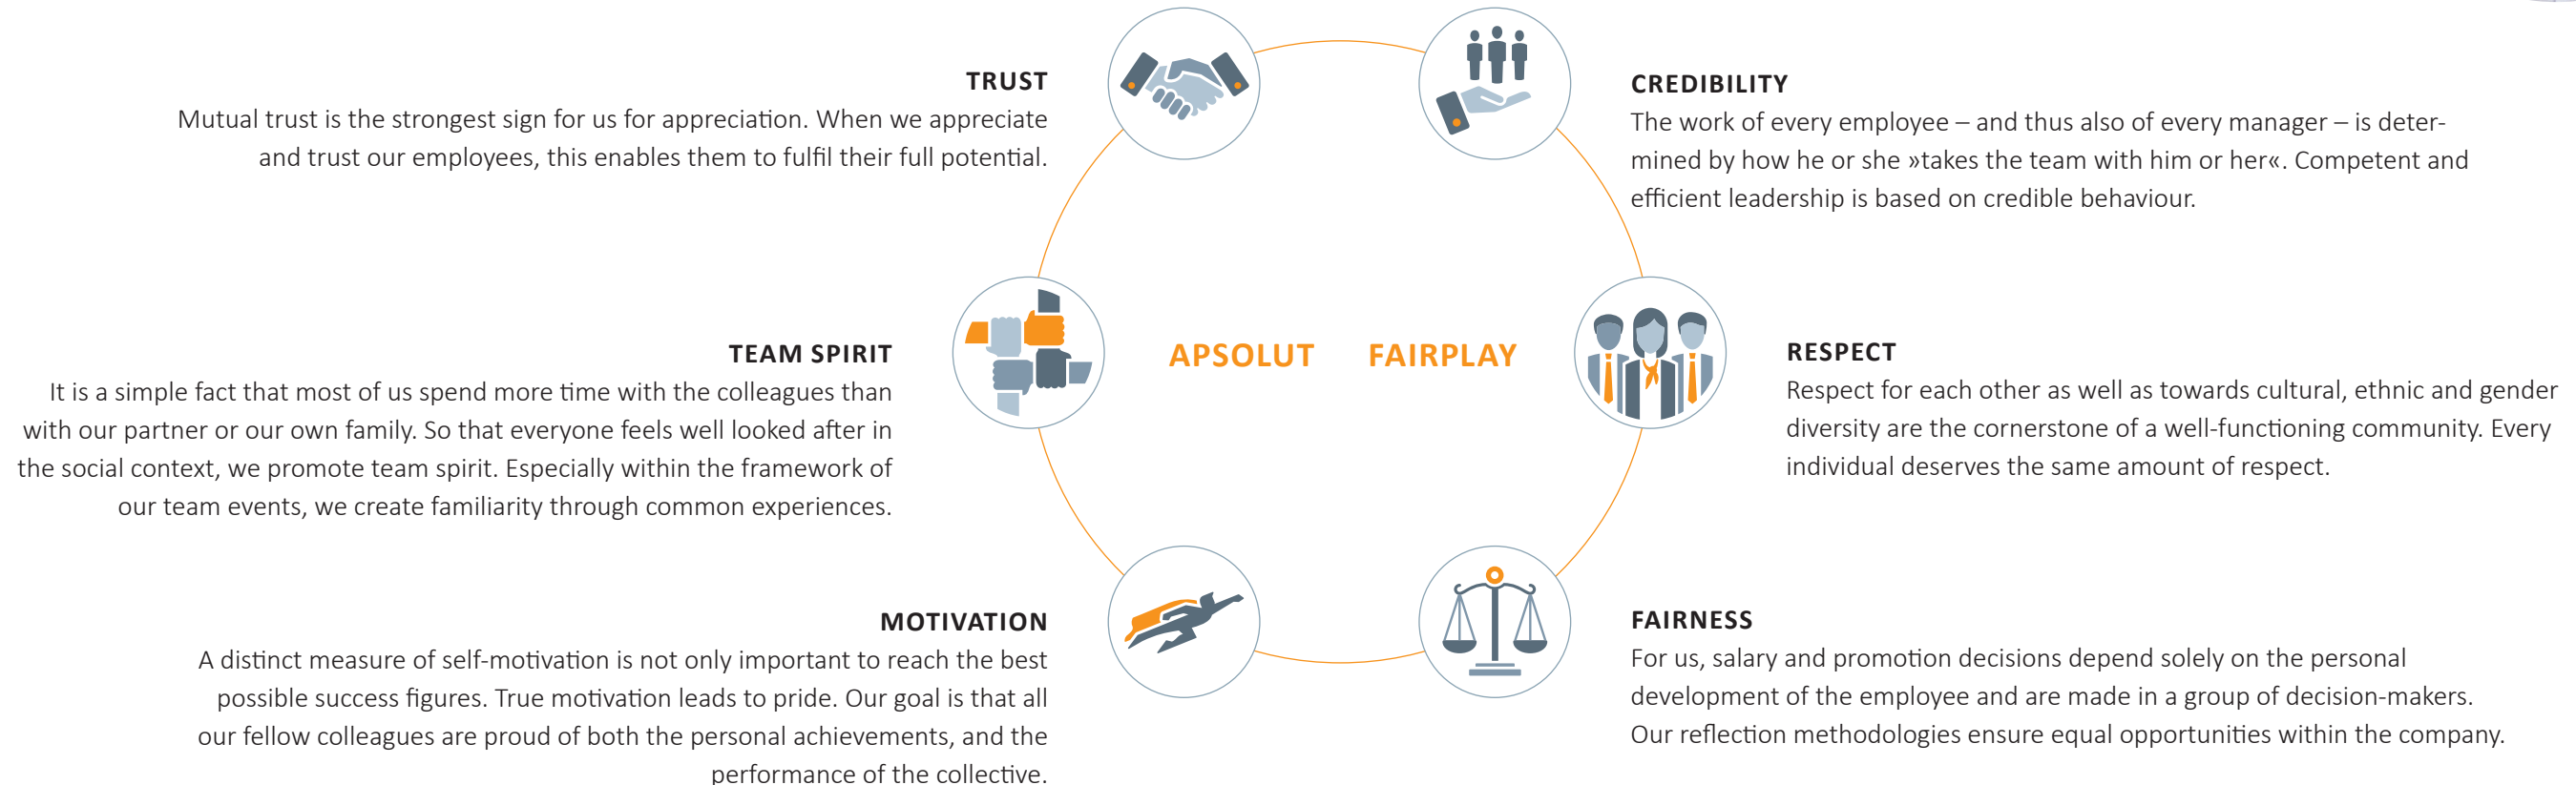 TRUST
Mutual trust is the strongest sign for us for appreciation. When we appreciate
and trust our employees, this enables them to fulfil their full potential.
CREDIBILITY
The work of every employee – and thus also of every manager – is deter-
mined by how he or she »takes the team with him or her«. Competent and
efficient leadership is based on credible behaviour.
TEAM SPIRIT
It is a simple fact that most of us spend more time with the colleagues than
with our partner or our own family. So that everyone feels well looked after in
the social context, we promote team spirit. Especially within the framework of
our team events, we create familiarity through common experiences.
APSOLUT FAIRPLAY
RESPECT
Respect for each other as well as towards cultural, ethnic and gender
diversity are the cornerstone of a well-functioning community. Every
individual deserves the same amount of respect.
MOTIVATION
A distinct measure of self-motivation is not only important to reach the best
possible success figures. True motivation leads to pride. Our goal is that all
our fellow colleagues are proud of both the personal achievements, and the
performance of the collective.
FAIRNESS
For us, salary and promotion decisions depend solely on the personal
development of the employee and are made in a group of decision-makers.
Our reflection methodologies ensure equal opportunities within the company.